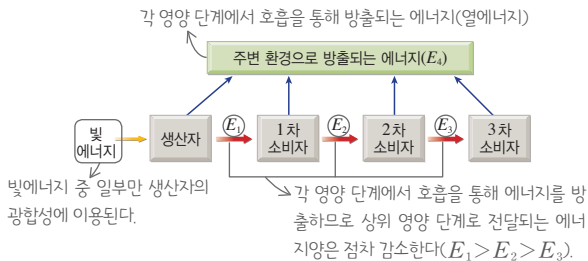 각 영양 단계에서 호흡을 통해 방출되는 에너지(열에너지)
주변 환경으로 방출되는 에너지(E₄)
빛
에너지
생산자
E₁
1차
소비자
E₂
2차
소비자
E₃
3차
소비자
빛에너지 중 일부만 생산자의
광합성에 이용된다.
각 영양 단계에서 호흡을 통해 에너지를 방
출하므로 상위 영양 단계로 전달되는 에너
지양은 점차 감소한다(E₁>E₂>E₃).